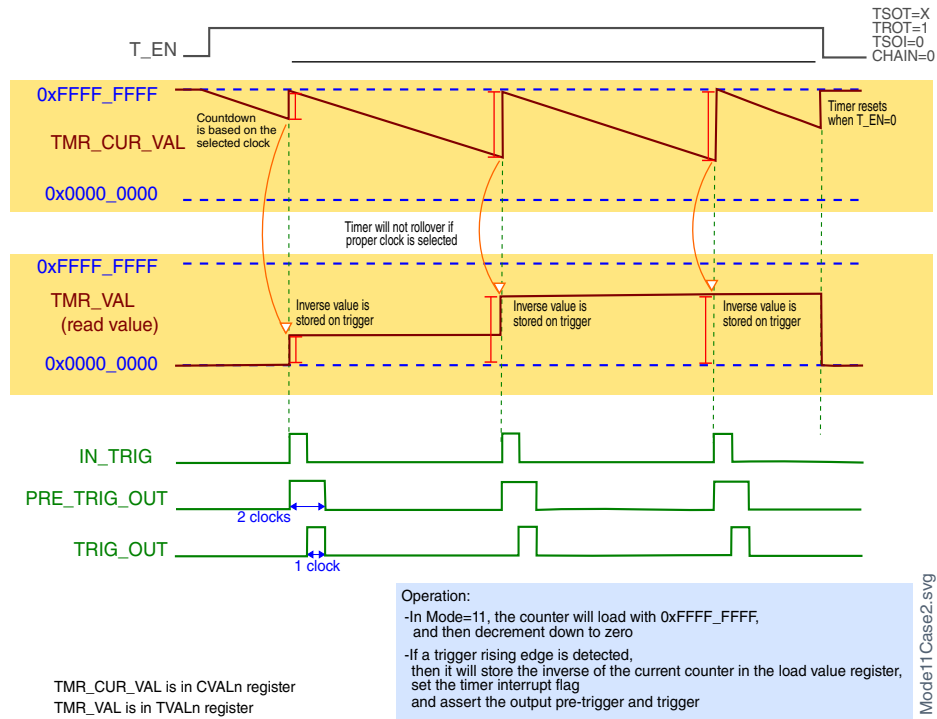 TSOT=X
TROT=1
TSOI=0
CHAIN=0
T_EN
0xFFFF_FFFF
Countdown
is based on the
selected clock
Timer resets
when T_EN=0
TMR_CUR_VAL
0x0000_0000
Timer will not rollover if
proper clock is selected
0xFFFF_FFFF
TMR_VAL
(read value)
Inverse value is
stored on trigger
Inverse value is
stored on trigger
Inverse value is
stored on trigger
0x0000_0000
IN_TRIG
PRE_TRIG_OUT
2 clocks
TRIG_OUT
1 clock
Operation:
-In Mode=11, the counter will load with 0xFFFF_FFFF,
and then decrement down to zero
-If a trigger rising edge is detected,
then it will store the inverse of the current counter in the load value register,
set the timer interrupt flag
and assert the output pre-trigger and trigger
TMR_CUR_VAL is in CVALn register
TMR_VAL is in TVALn register
Mode11Case2.svg